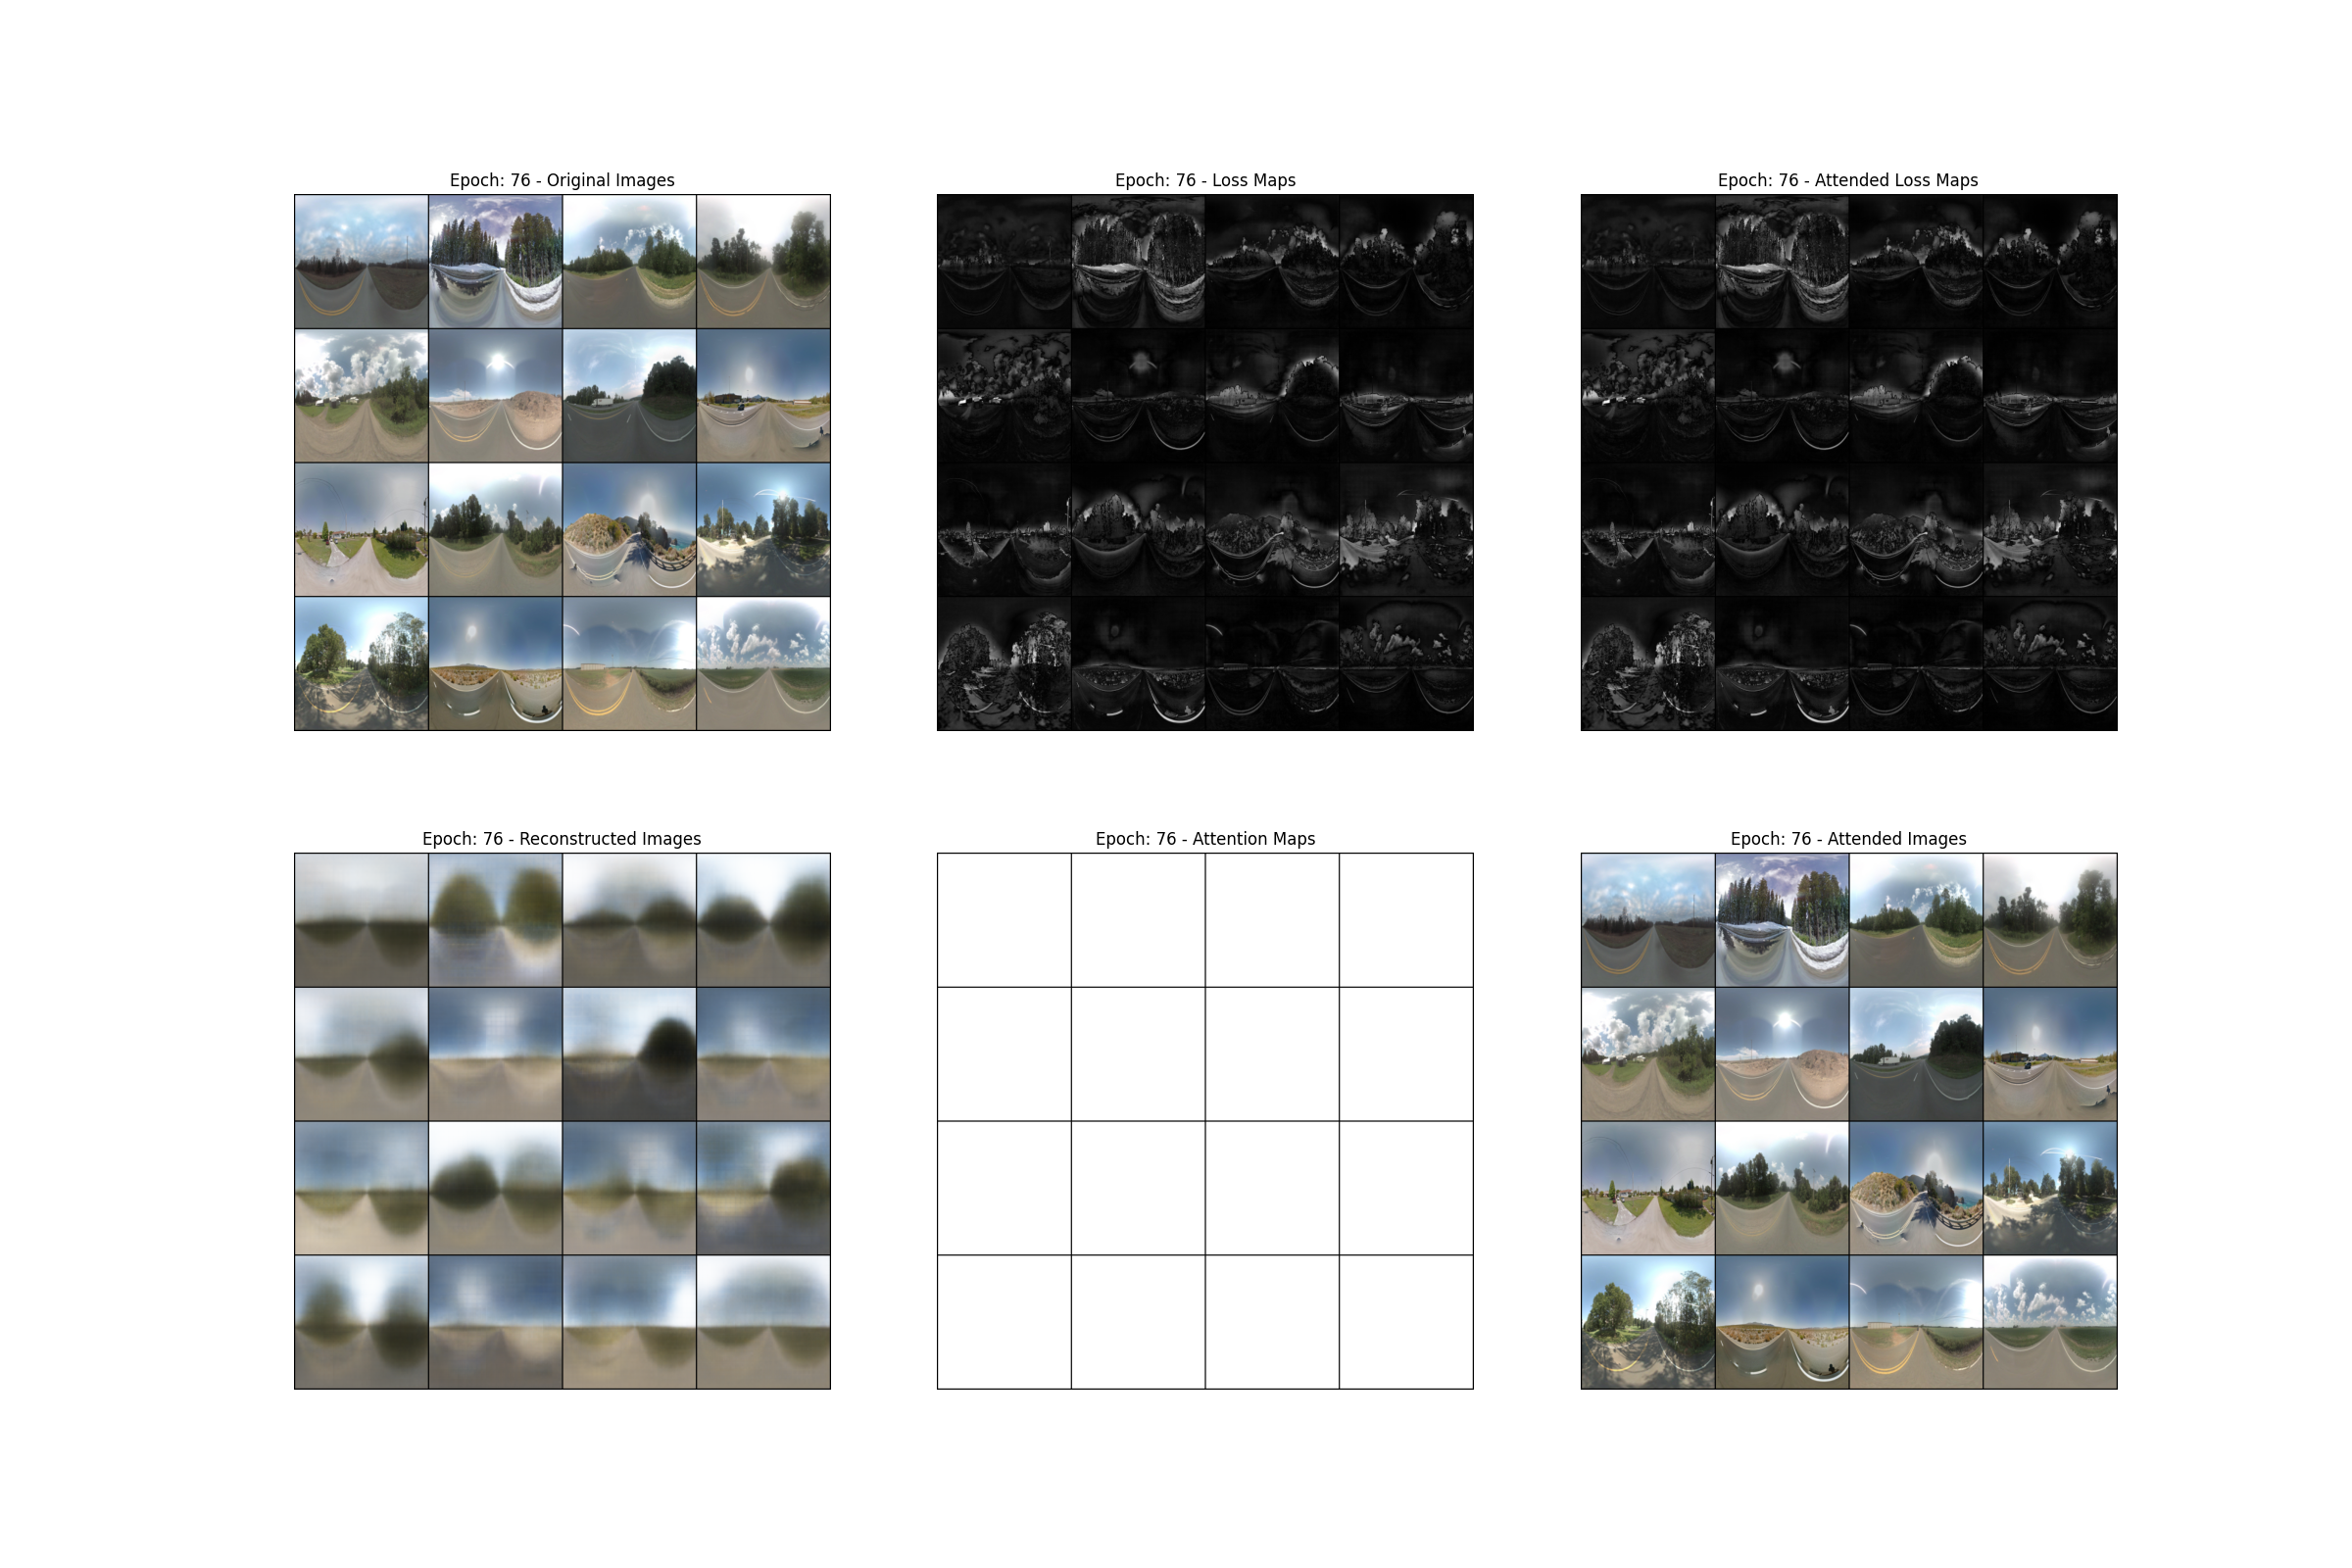 Epoch: 76 - Original Images
Epoch: 76 - Loss Maps
Epoch: 76 - Attended Loss Maps
Epoch: 76 - Reconstructed Images
Epoch: 76 - Attention Maps
Epoch: 76 - Attended Images